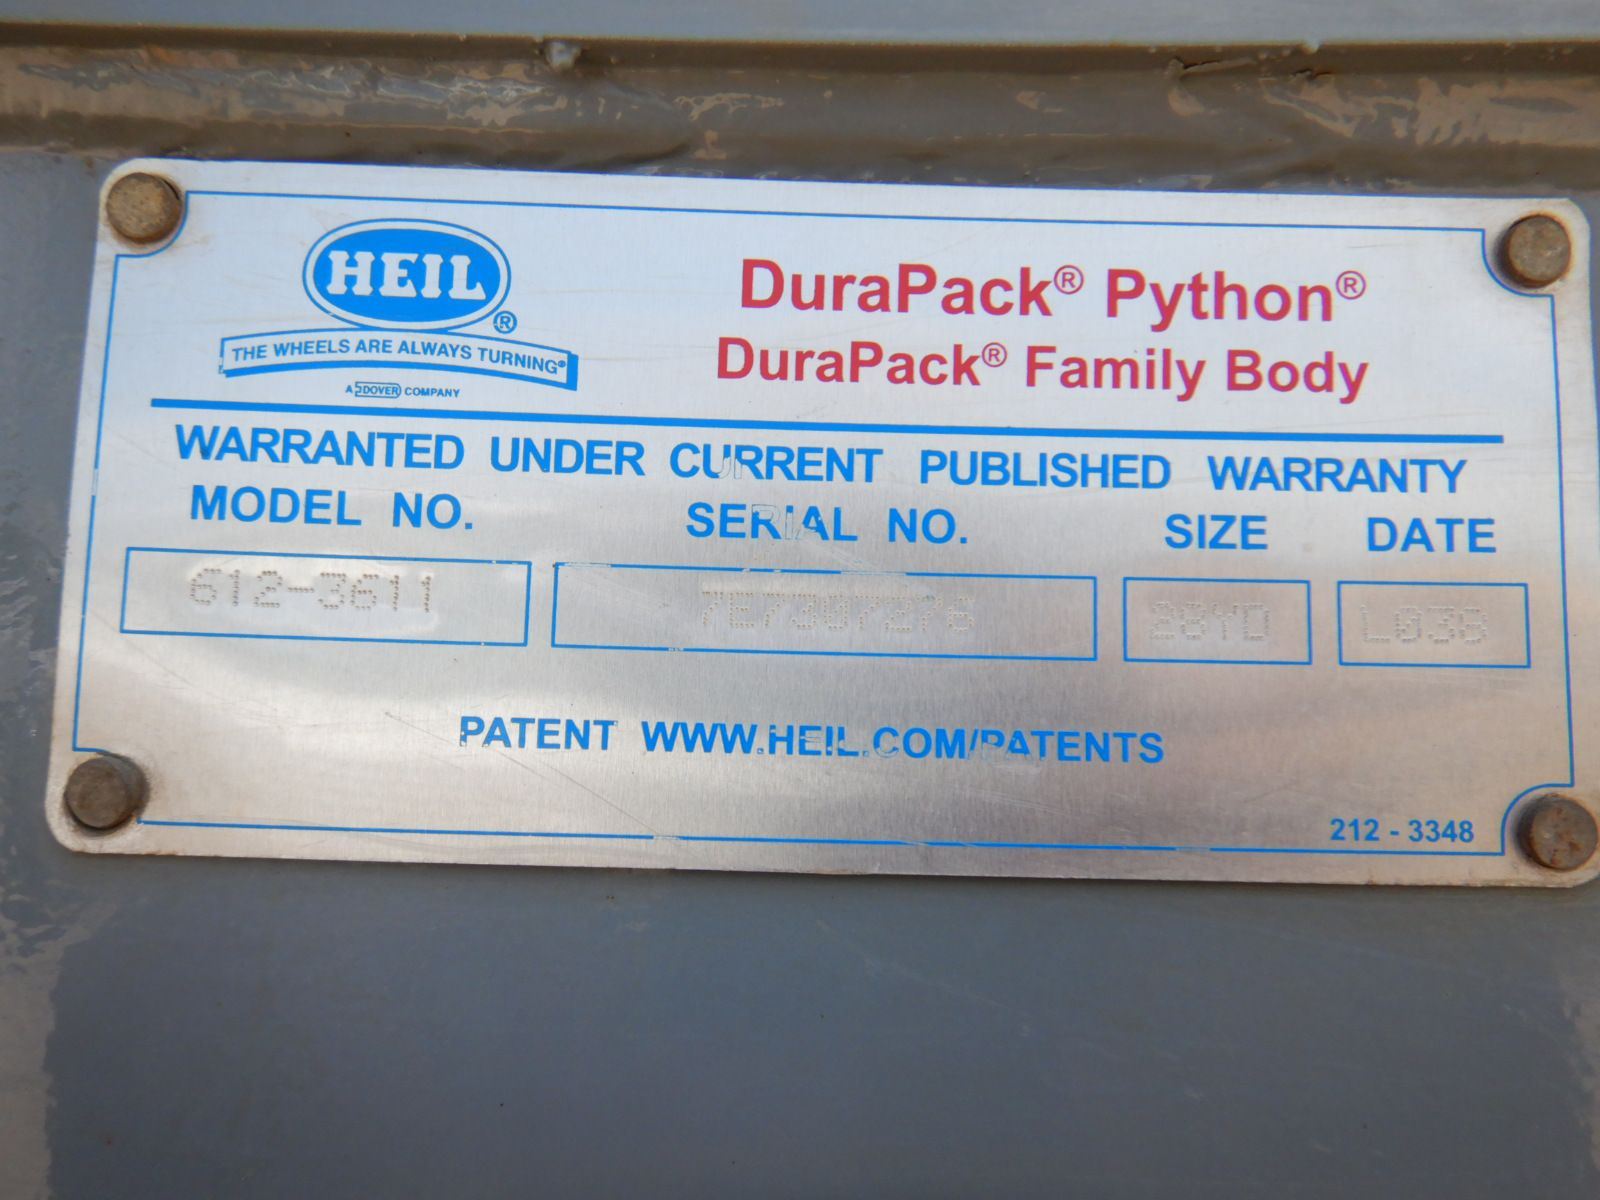 HEIL®
THE WHEELS ARE ALWAYS TURNING®
A DOVER COMPANY
DuraPack® Python®
DuraPack® Family Body
WARRANTED UNDER CURRENT PUBLISHED WARRANTY
MODEL NO. SERIAL NO. SIZE DATE
612-3611 7E7307276 28YD L038
PATENT WWW.HEIL.COM/PATENTS
212 - 3348